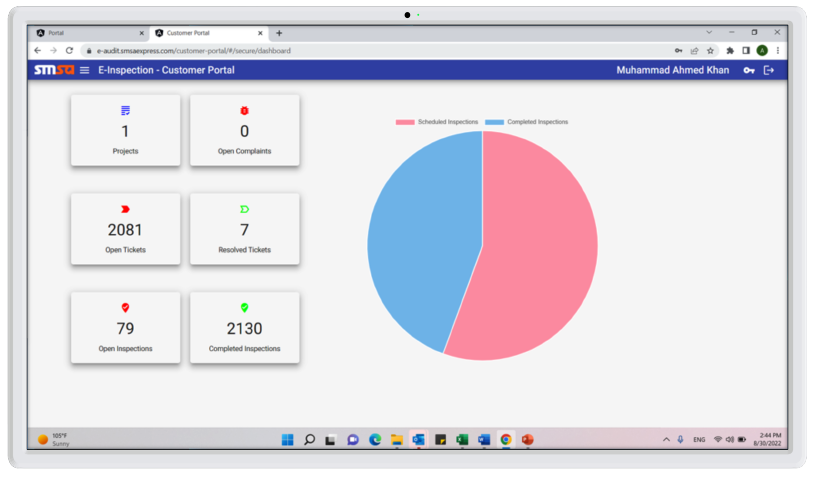 Portal
Customer Portal
e-audit.smsaexpress.com/customer-portal/#/secure/dashboard
A
smsa
E-Inspection - Customer Portal
Muhammad Ahmed Khan
1
Projects
0
Open Complaints
2081
Open Tickets
7
Resolved Tickets
79
Open Inspections
2130
Completed Inspections
Scheduled Inspections
Completed Inspections
105°F
Sunny
ENG
2:44 PM
8/30/2022